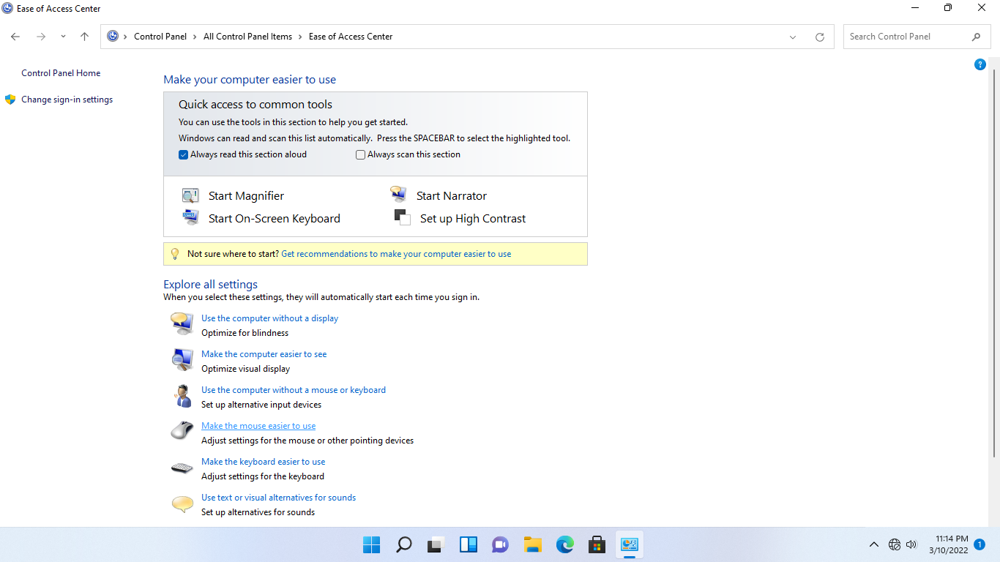 Ease of Access Center
Control Panel > All Control Panel Items > Ease of Access Center
Search Control Panel
Control Panel Home
Change sign-in settings
Make your computer easier to use
Quick access to common tools
You can use the tools in this section to help you get started.
Windows can read and scan this list automatically.  Press the SPACEBAR to select the highlighted tool.
Always read this section aloud
Always scan this section
Start Magnifier
Start Narrator
Start On-Screen Keyboard
Set up High Contrast
Not sure where to start? Get recommendations to make your computer easier to use
Explore all settings
When you select these settings, they will automatically start each time you sign in.
Use the computer without a display
Optimize for blindness
Make the computer easier to see
Optimize visual display
Use the computer without a mouse or keyboard
Set up alternative input devices
Make the mouse easier to use
Adjust settings for the mouse or other pointing devices
Make the keyboard easier to use
Adjust settings for the keyboard
Use text or visual alternatives for sounds
Set up alternatives for sounds
11:14 PM
3/10/2022
1